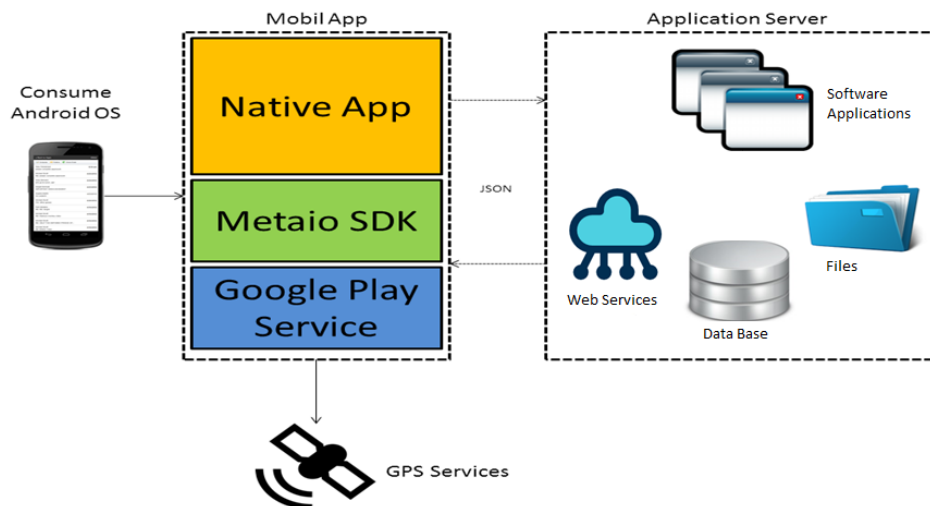 Mobil App
Application Server
Consume
Android OS
Native App
Software
Applications
JSON
Metaio SDK
Files
Web Services
Google Play
Service
Data Base
GPS Services